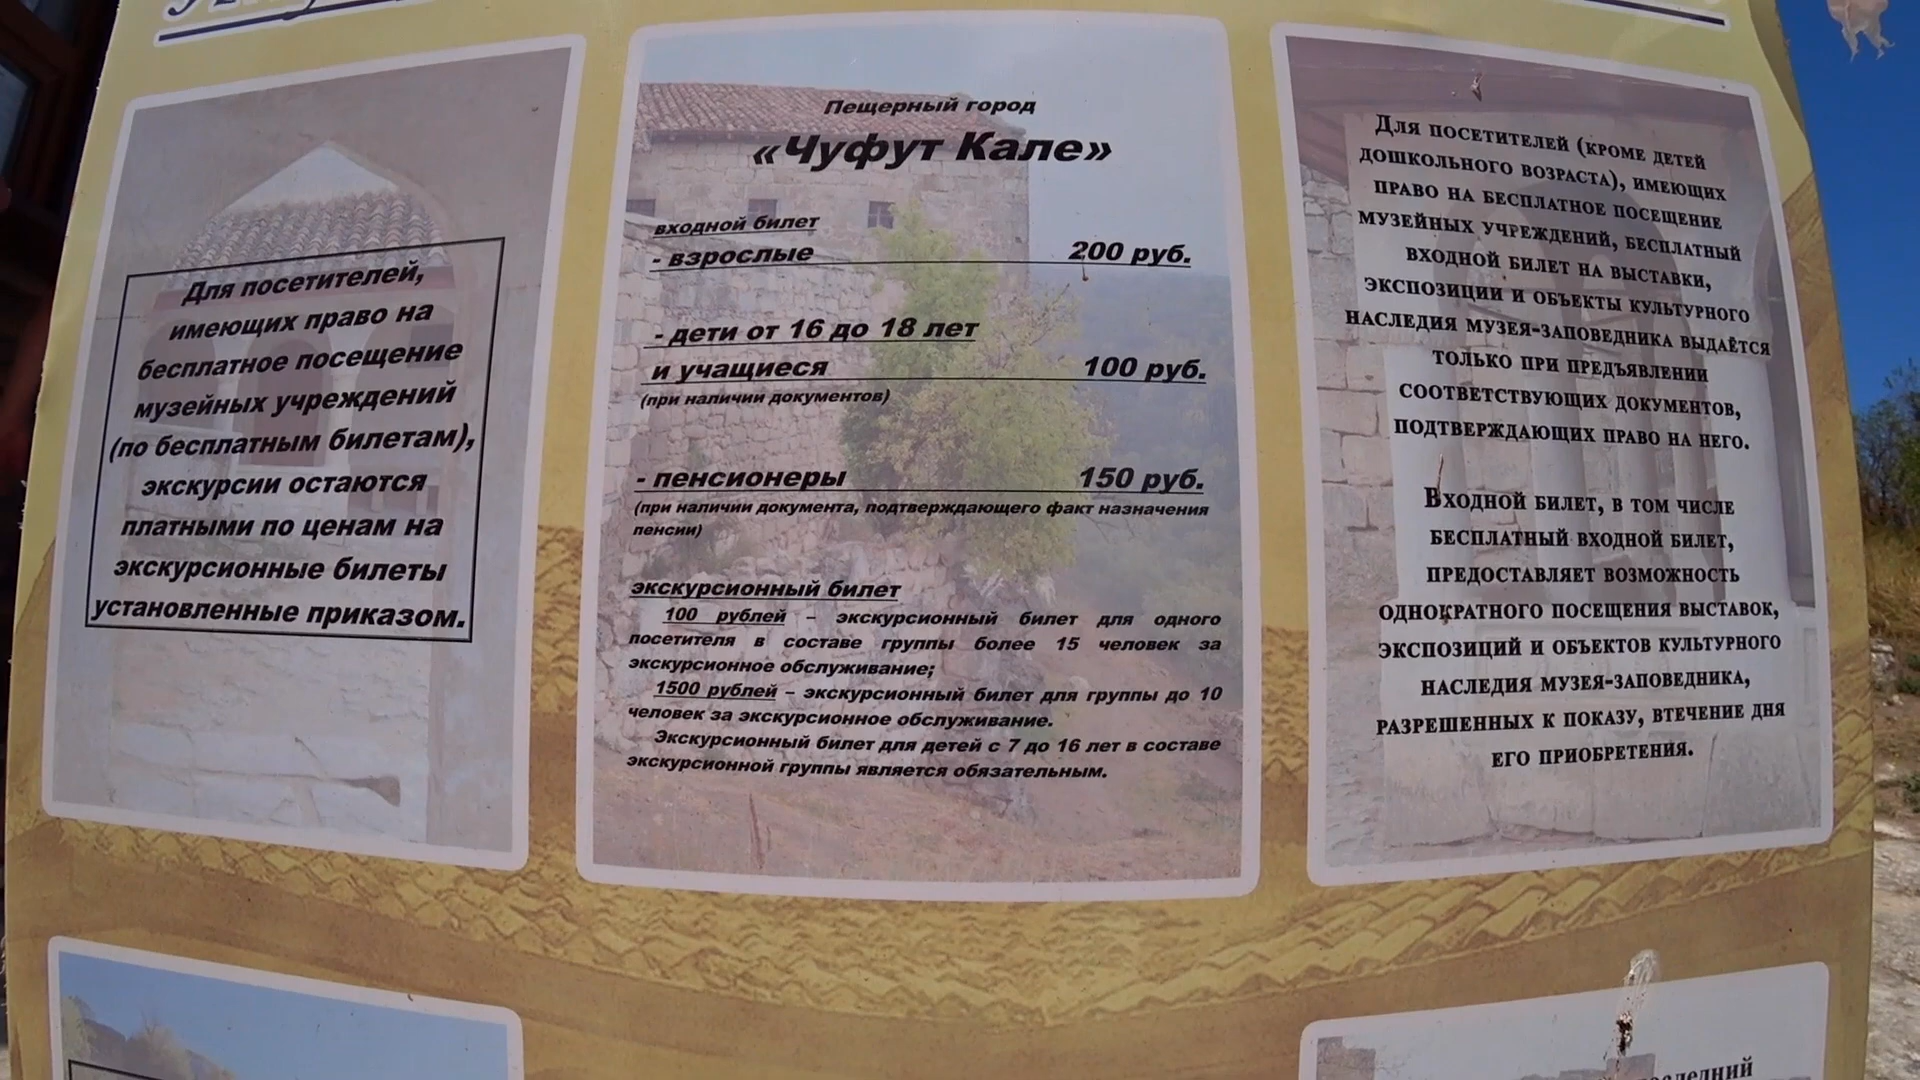 Для посетителей,
имеющих право на
бесплатное посещение
музейных учреждений
(по бесплатным билетам),
экскурсии остаются
платными по ценам на
экскурсионные билеты
установленные приказом.
Пещерный город
«Чуфут Кале»
входной билет
- взрослые 200 руб.
- дети от 16 до 18 лет
и учащиеся 100 руб.
(при наличии документов)
- пенсионеры 150 руб.
(при наличии документа, подтверждающего факт назначения
пенсии)
экскурсионный билет
100 рублей – экскурсионный билет для одного
посетителя в составе группы более 15 человек за
экскурсионное обслуживание;
1500 рублей – экскурсионный билет для группы до 10
человек за экскурсионное обслуживание.
Экскурсионный билет для детей с 7 до 16 лет в составе
экскурсионной группы является обязательным.
Для посетителей (кроме детей
дошкольного возраста), имеющих
право на бесплатное посещение
музейных учреждений, бесплатный
входной билет на выставки,
экспозиции и объекты культурного
наследия музея-заповедника выдаётся
только при предъявлении
соответствующих документов,
подтверждающих право на него.
Входной билет, в том числе
бесплатный входной билет,
предоставляет возможность
однократного посещения выставок,
экспозиций и объектов культурного
наследия музея-заповедника,
разрешенных к показу, втечение дня
его приобретения.